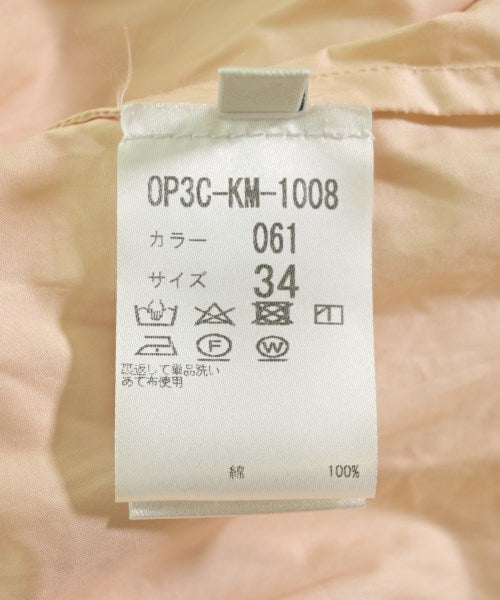 OP3C-KM-1008
カラー 061
サイズ 34
F W
裏返して単品洗い
あて布使用
綿 100%